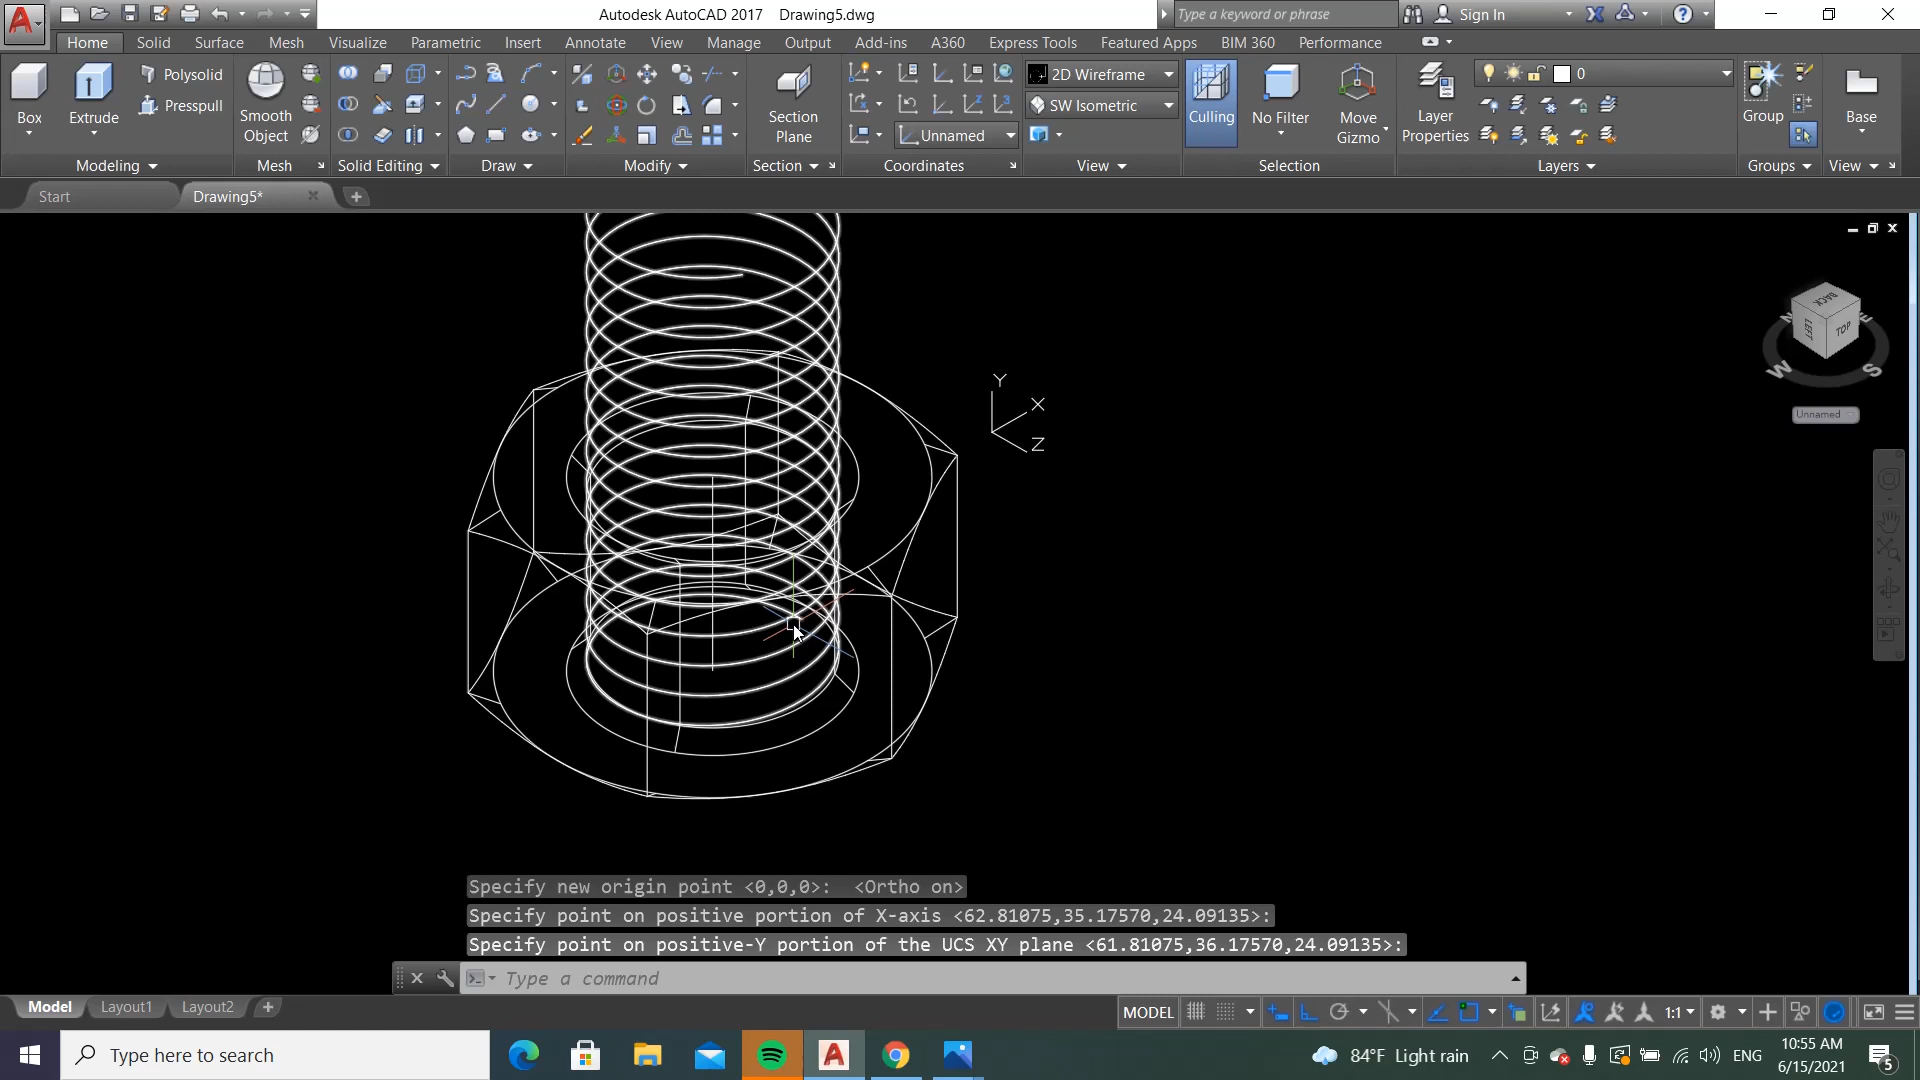 Autodesk AutoCAD 2017 Drawing5.dwg
Type a keyword or phrase
Sign In
Home Solid Surface Mesh Visualize Parametric Insert Annotate View Manage Output Add-ins A360 Express Tools Featured Apps BIM 360 Performance
Box
Extrude
Polysolid
Presspull
Smooth Object
Section Plane
Unnamed
2D Wireframe
SW Isometric
Culling
No Filter
Move Gizmo
Layer Properties
0
Group
Base
Modeling Mesh Solid Editing Draw Modify Section Coordinates View Selection Layers Groups View
Start Drawing5*
Y
X
Z
BACK
LEFT
TOP
N
E
W
S
Unnamed
Specify new origin point <0,0,0>: <Ortho on>
Specify point on positive portion of X-axis <62.81075,35.17570,24.09135>:
Specify point on positive-Y portion of the UCS XY plane <61.81075,36.17570,24.09135>:
Type a command
Model Layout1 Layout2
MODEL
1:1
Type here to search
84°F Light rain
ENG
10:55 AM
6/15/2021
5